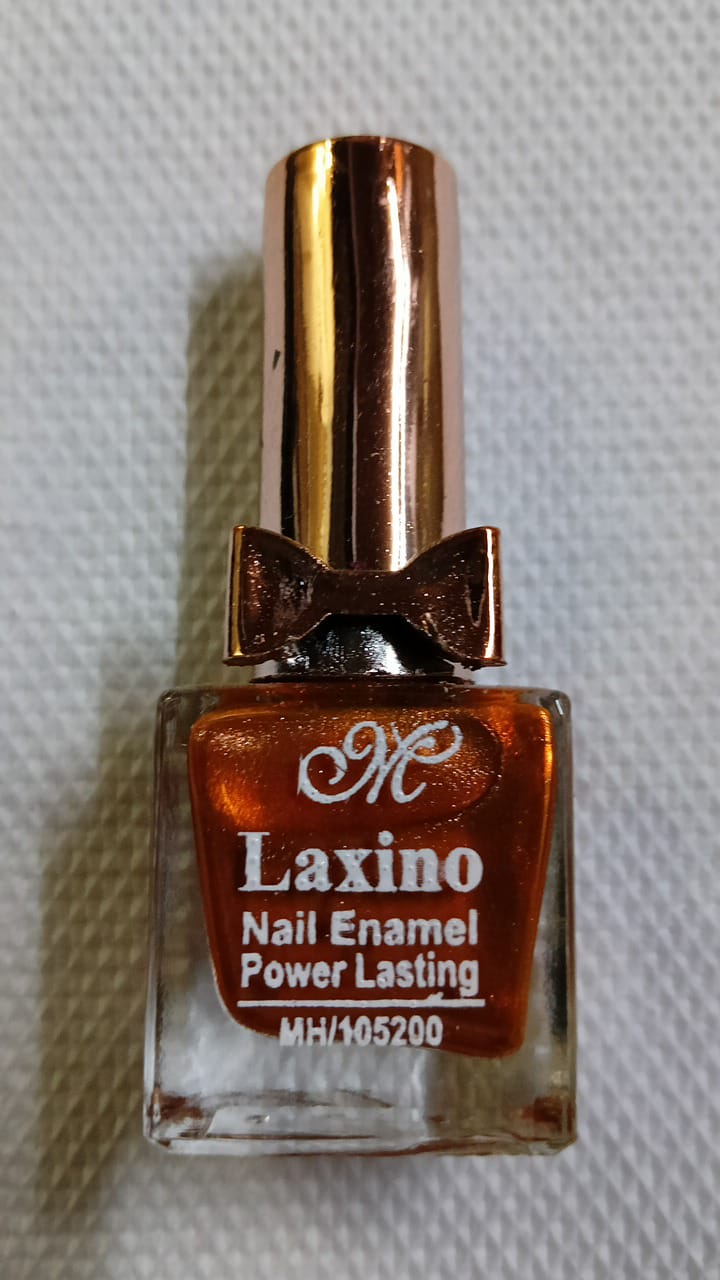 M
Laxino
Nail Enamel
Power Lasting
MH/105200